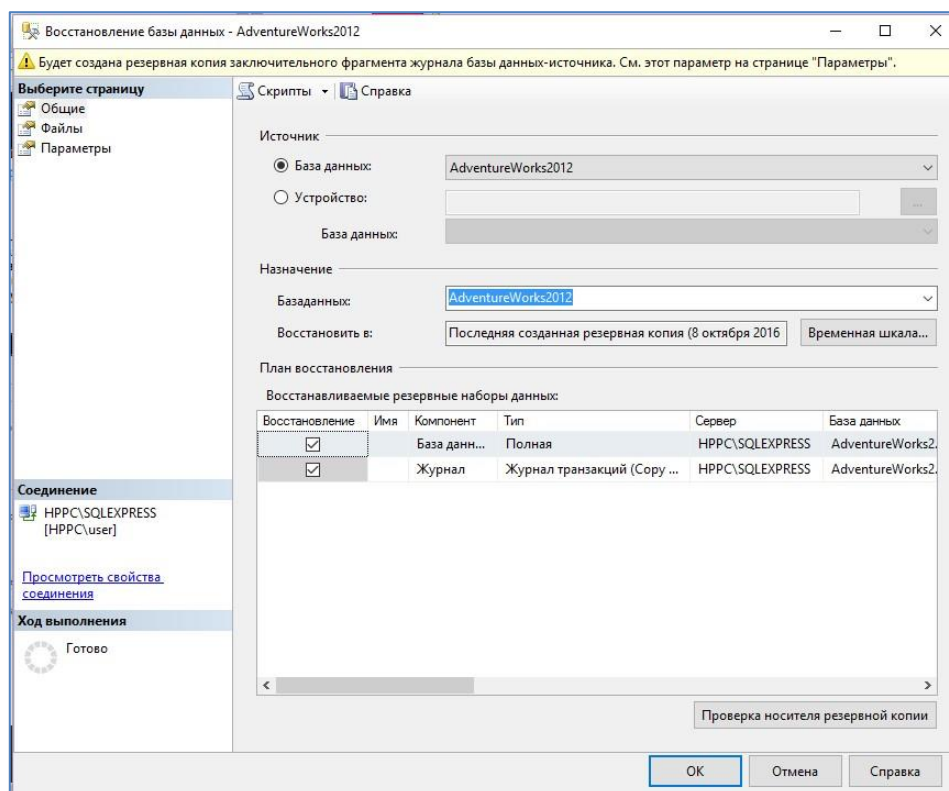 Восстановление базы данных - AdventureWorks2012
Будет создана резервная копия заключительного фрагмента журнала базы данных-источника. См. этот параметр на странице "Параметры".
Выберите страницу
Общие
Файлы
Параметры
Скрипты
Справка
Источник
База данных:
AdventureWorks2012
Устройство:
...
База данных:
Назначение
Базаданных:
AdventureWorks2012
Восстановить в:
Последняя созданная резервная копия (8 октября 2016
Временная шкала...
План восстановления
Восстанавливаемые резервные наборы данных:
Восстановление Имя Компонент Тип Сервер База данных
База данн... Полная HPPC\SQLEXPRESS AdventureWorks2.
Журнал Журнал транзакций (Copy ... HPPC\SQLEXPRESS AdventureWorks2.
Соединение
HPPC\SQLEXPRESS
[HPPC\user]
Просмотреть свойства
соединения
Ход выполнения
Готово
Проверка носителя резервной копии
ОК
Отмена
Справка